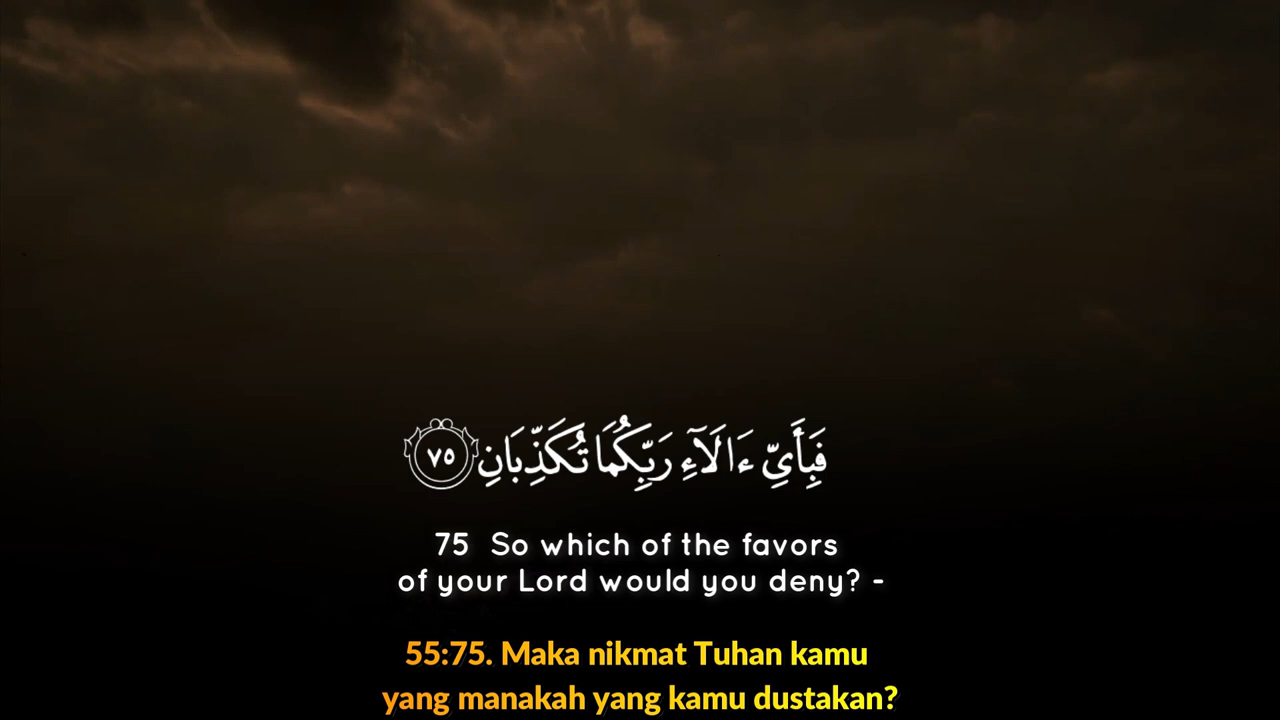 فَبِأَيِّ ءَالَآءِ رَبِّكُمَا تُكَذِّبَانِ ٧٥
75 So which of the favors
of your Lord would you deny? -
55:75. Maka nikmat Tuhan kamu
yang manakah yang kamu dustakan?